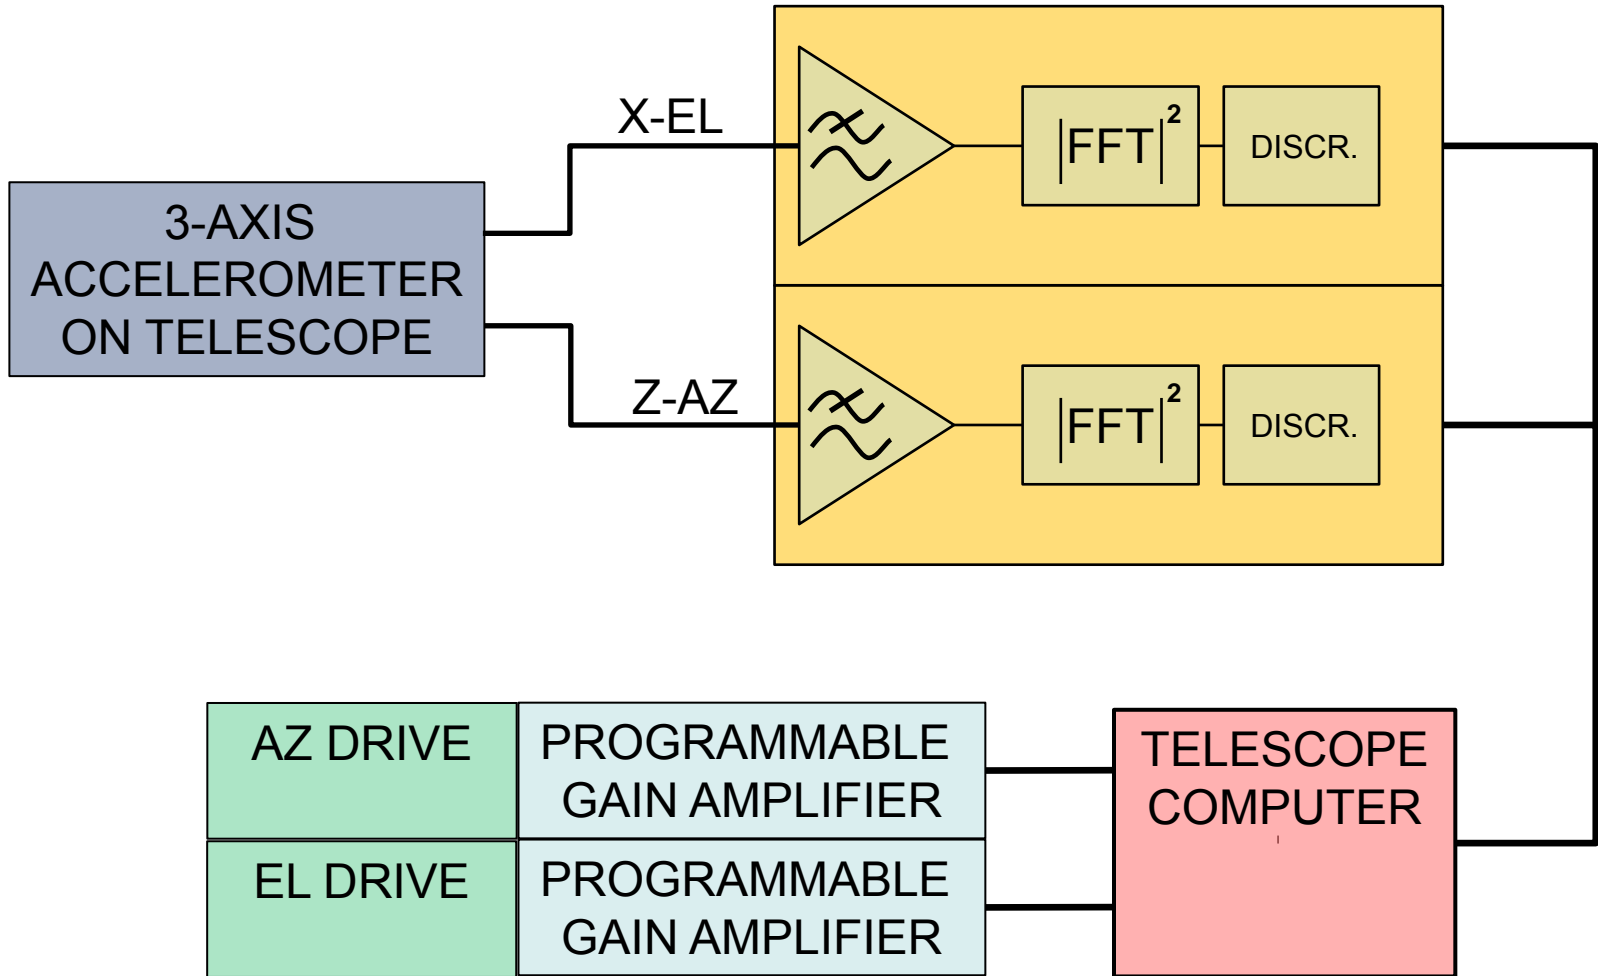 X-EL
|FFT|²
DISCR.
3-AXIS
ACCELEROMETER
ON TELESCOPE
Z-AZ
|FFT|²
DISCR.
AZ DRIVE
PROGRAMMABLE
GAIN AMPLIFIER
TELESCOPE
COMPUTER
EL DRIVE
PROGRAMMABLE
GAIN AMPLIFIER